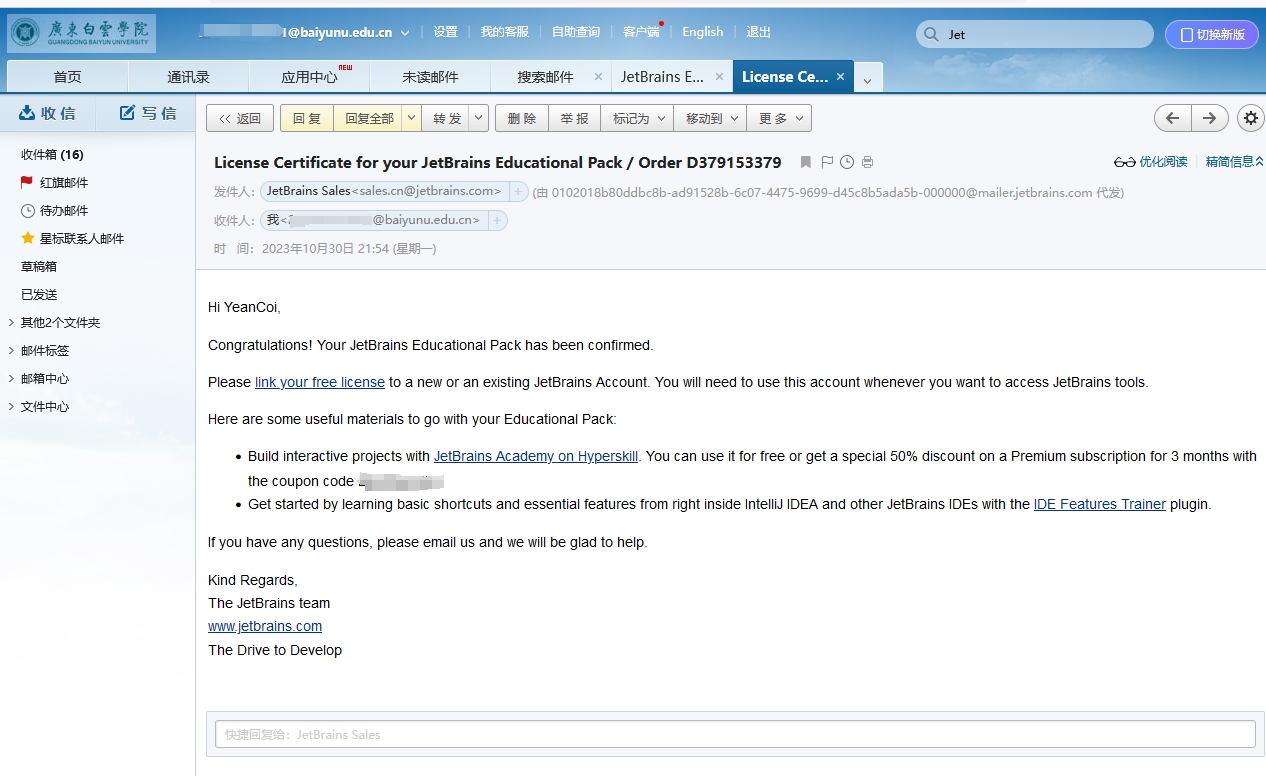 廣東白雲學院
GUANGDONG BAIYUN UNIVERSITY
1@baiyunu.edu.cn 设置 我的客服 自助查询 客户端 English 退出
Jet
切换新版
首页 通讯录 应用中心 NEW 未读邮件 搜索邮件 × JetBrains E... × License Ce... ×
收信 写信
<< 返回 回复 回复全部 转发 删除 举报 标记为 移动到 更多
收件箱 (16)
红旗邮件
待办邮件
星标联系人邮件
草稿箱
已发送
其他2个文件夹
邮件标签
邮箱中心
文件中心
License Certificate for your JetBrains Educational Pack / Order D379153379
优化阅读 精简信息
发件人: JetBrains Sales<sales.cn@jetbrains.com> + (由 0102018b80ddbc8b-ad91528b-6c07-4475-9699-d45c8b5ada5b-000000@mailer.jetbrains.com 代发)
收件人: 我< @baiyunu.edu.cn> +
时 间: 2023年10月30日 21:54 (星期一)
Hi YeanCoi,
Congratulations! Your JetBrains Educational Pack has been confirmed.
Please link your free license to a new or an existing JetBrains Account. You will need to use this account whenever you want to access JetBrains tools.
Here are some useful materials to go with your Educational Pack:
• Build interactive projects with JetBrains Academy on Hyperskill. You can use it for free or get a special 50% discount on a Premium subscription for 3 months with
the coupon code
• Get started by learning basic shortcuts and essential features from right inside IntelliJ IDEA and other JetBrains IDEs with the IDE Features Trainer plugin.
If you have any questions, please email us and we will be glad to help.
Kind Regards,
The JetBrains team
www.jetbrains.com
The Drive to Develop
快捷回复给: JetBrains Sales